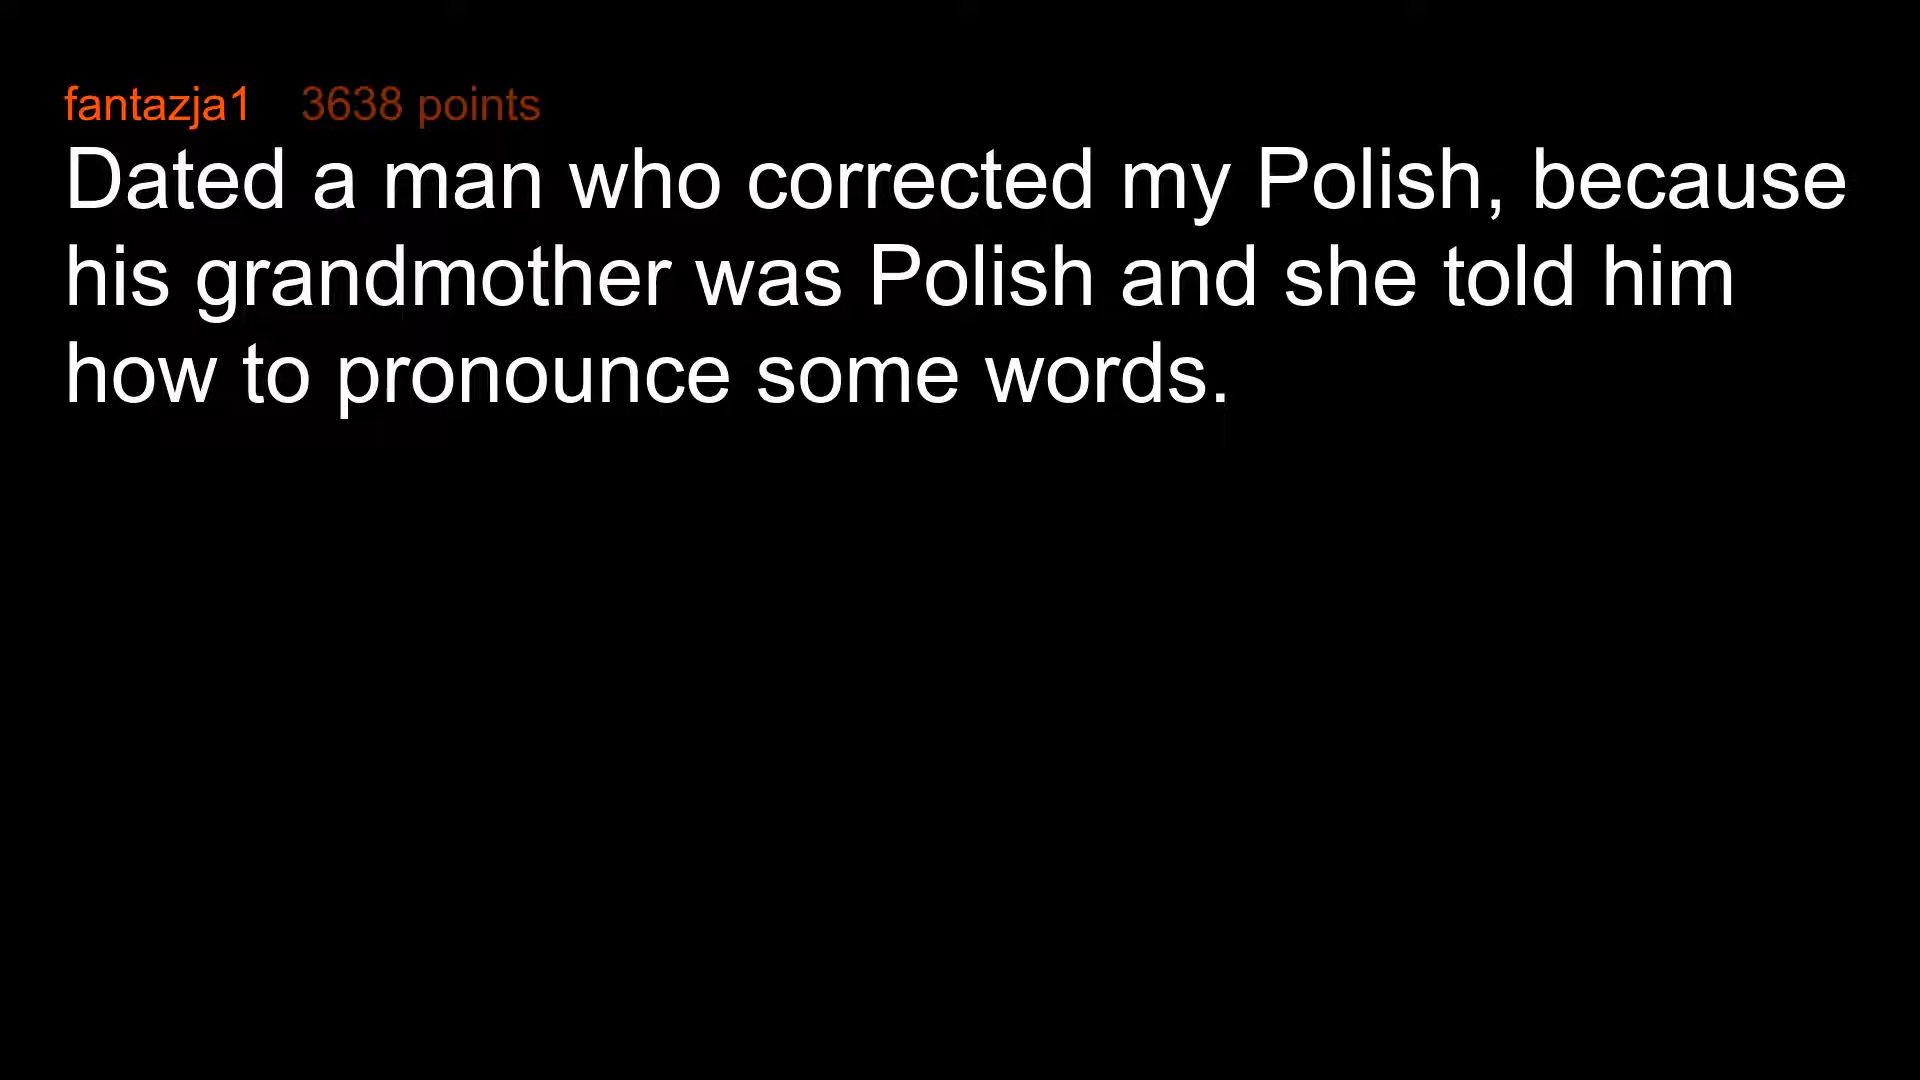 fantazja1 3638 points
Dated a man who corrected my Polish, because
his grandmother was Polish and she told him
how to pronounce some words.